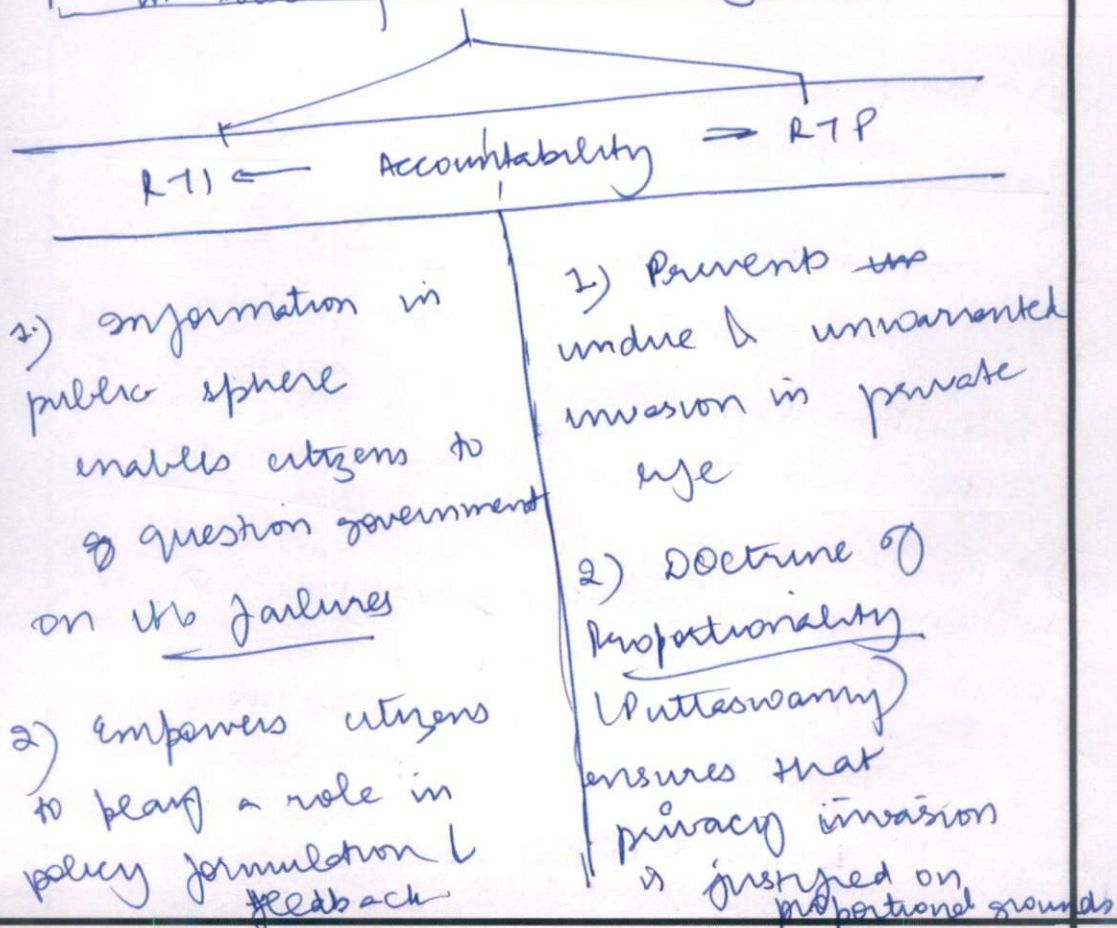 RTI ← Accountability ⇒ RTP
1.) Information in
public sphere
enables citizens to
question government
on its failures
2) Empowers citizens
to play a role in
policy formulation &
feedback
1) Prevents
undue & unwarranted
invasion in private
life
2) Doctrine of
Proportionality
(Puttaswamy)
ensures that
privacy invasion
is justified on
proportional grounds